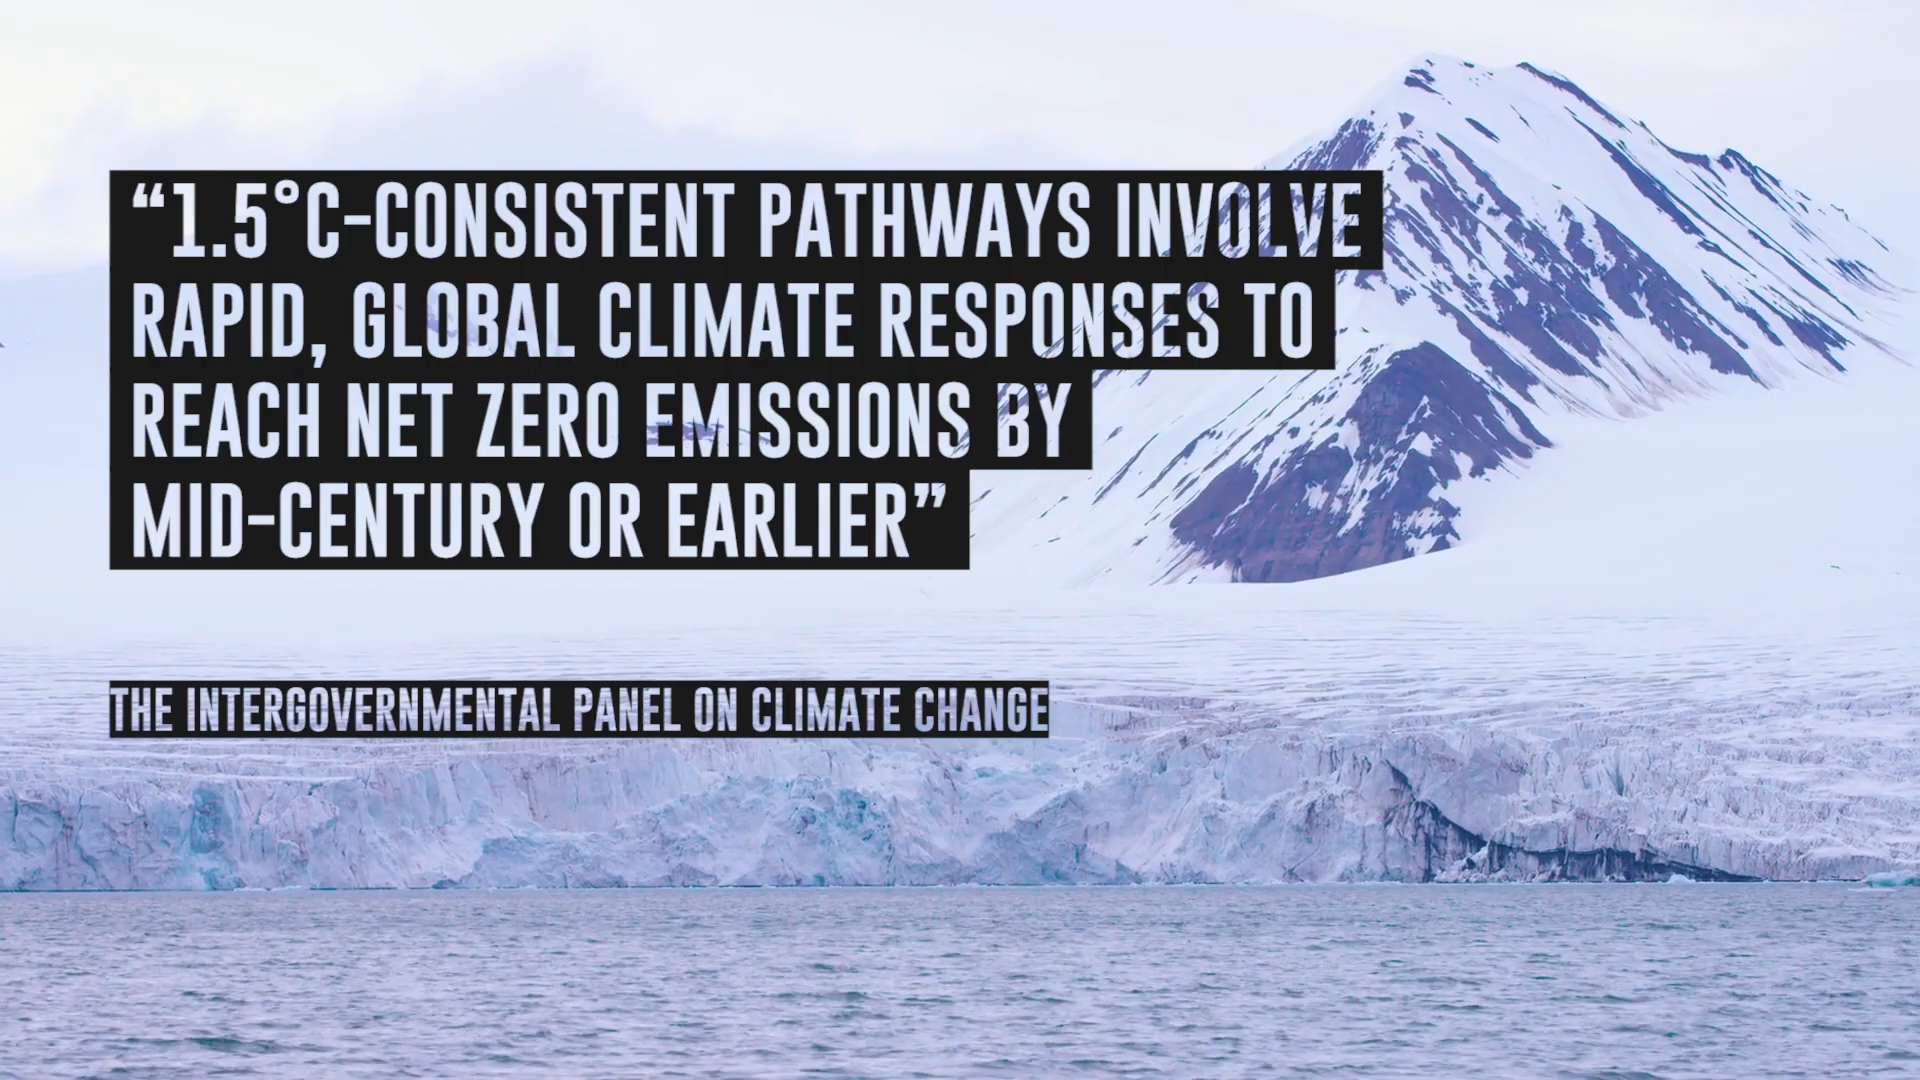 “1.5°C-CONSISTENT PATHWAYS INVOLVE
RAPID, GLOBAL CLIMATE RESPONSES TO
REACH NET ZERO EMISSIONS BY
MID-CENTURY OR EARLIER”
THE INTERGOVERNMENTAL PANEL ON CLIMATE CHANGE